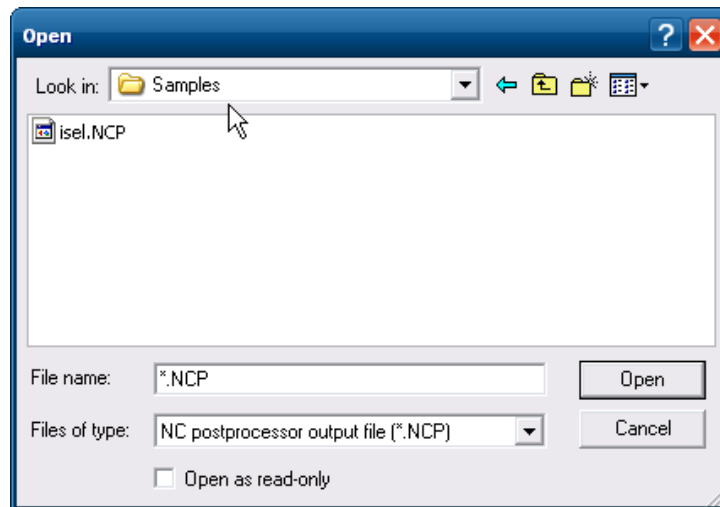 Open
Look in: Samples
isel.NCP
File name: *.NCP Open
Files of type: NC postprocessor output file (*.NCP) Cancel
Open as read-only